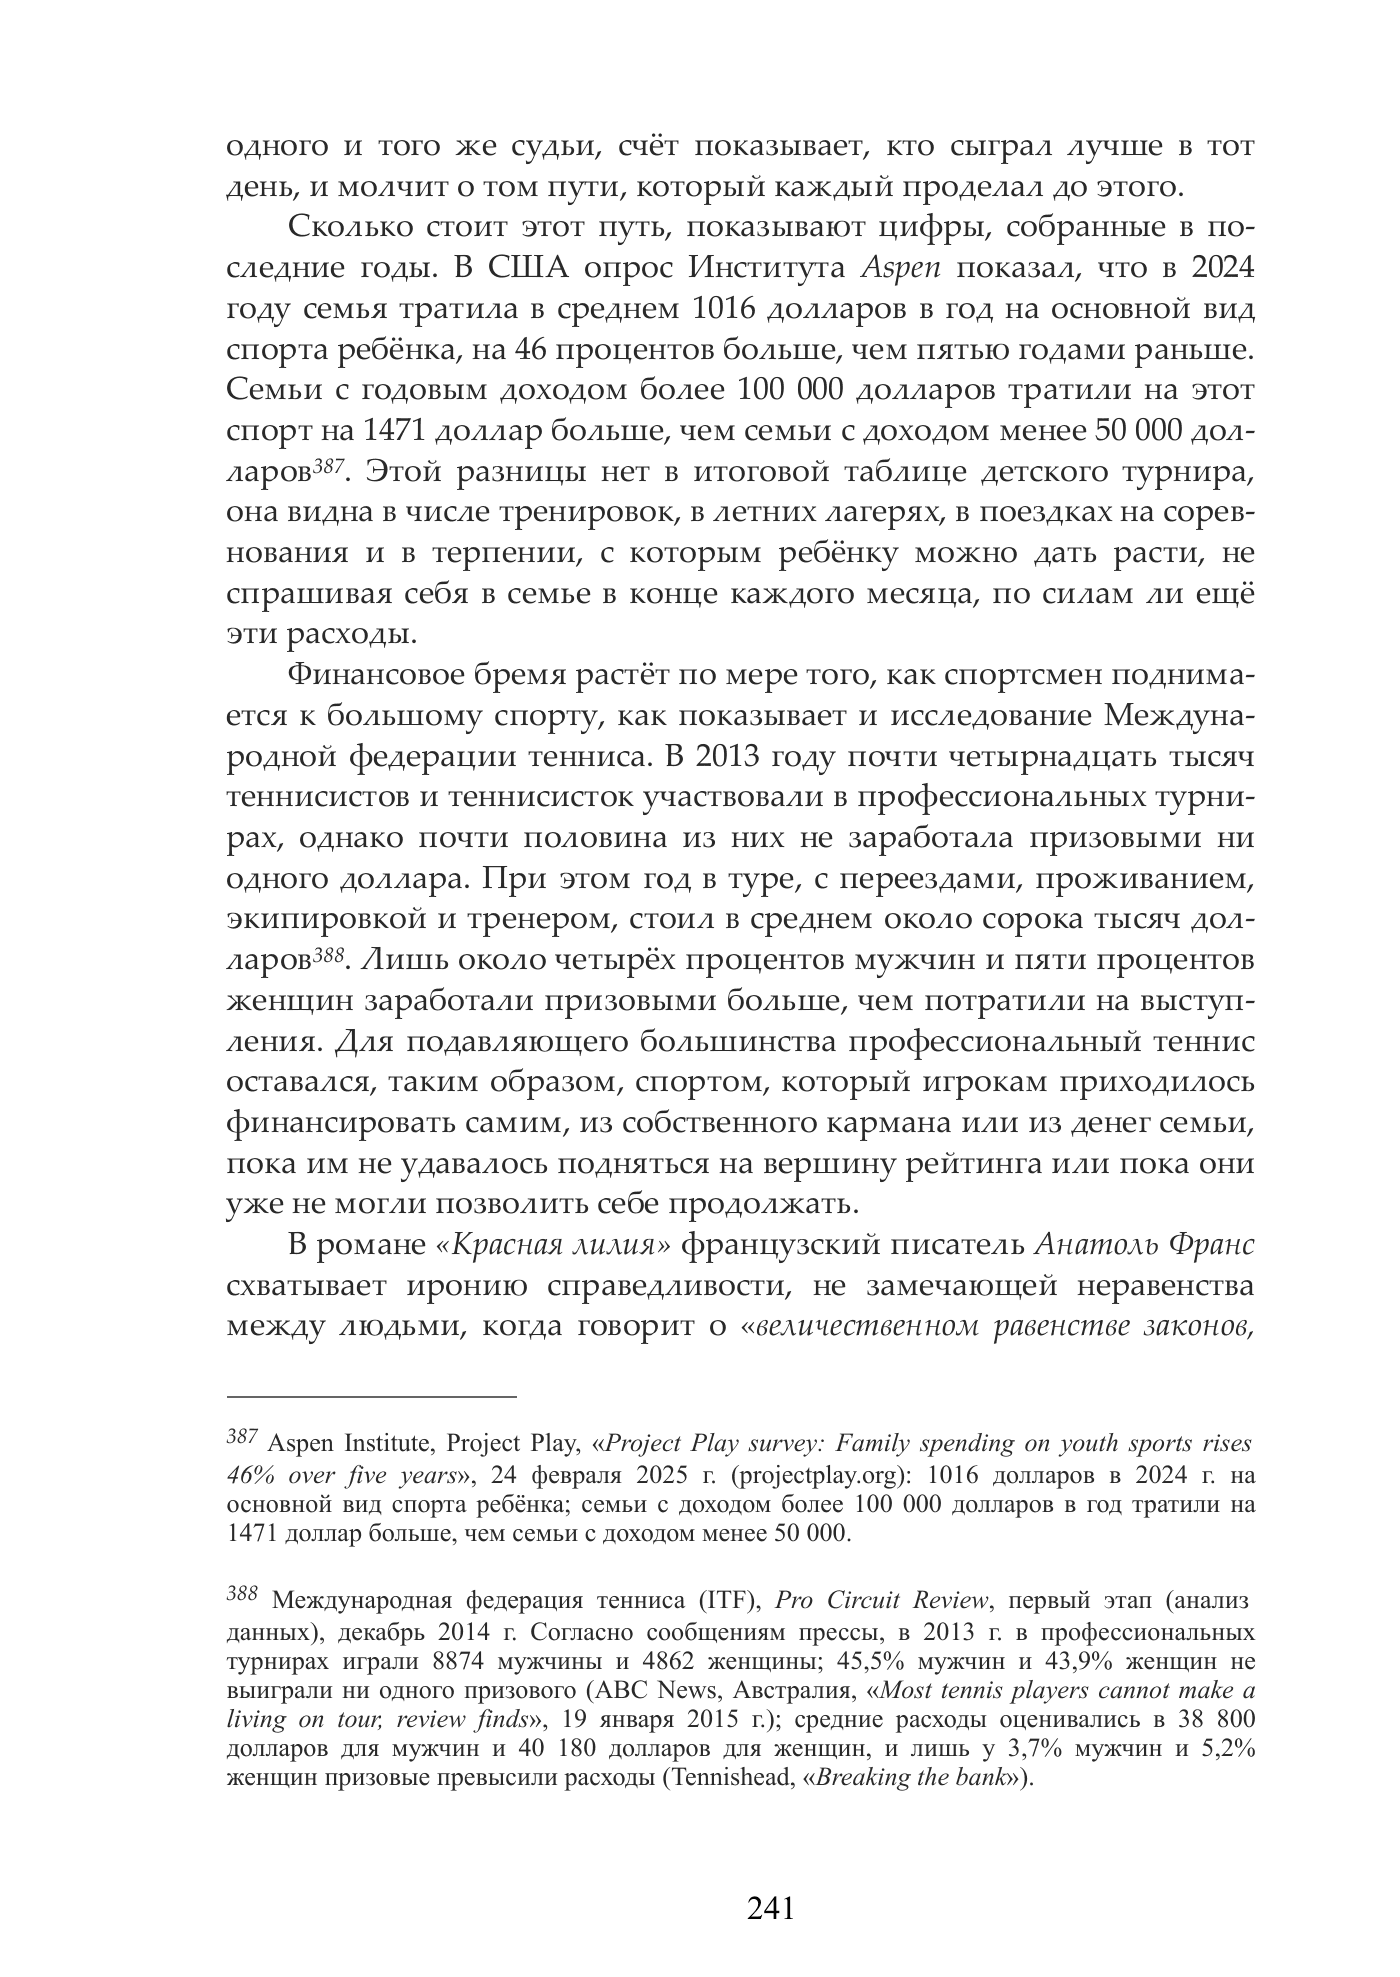 одного и того же судьи, счёт показывает, кто сыграл лучше в тот
день, и молчит о том пути, который каждый проделал до этого.
Сколько стоит этот путь, показывают цифры, собранные в по-
следние годы. В США опрос Института Aspen показал, что в 2024
году семья тратила в среднем 1016 долларов в год на основной вид
спорта ребёнка, на 46 процентов больше, чем пятью годами раньше.
Семьи с годовым доходом более 100 000 долларов тратили на этот
спорт на 1471 доллар больше, чем семьи с доходом менее 50 000 дол-
ларов387. Этой разницы нет в итоговой таблице детского турнира,
она видна в числе тренировок, в летних лагерях, в поездках на сорев-
нования и в терпении, с которым ребёнку можно дать расти, не
спрашивая себя в семье в конце каждого месяца, по силам ли ещё
эти расходы.
Финансовое бремя растёт по мере того, как спортсмен поднима-
ется к большому спорту, как показывает и исследование Междуна-
родной федерации тенниса. В 2013 году почти четырнадцать тысяч
теннисистов и теннисисток участвовали в профессиональных турни-
рах, однако почти половина из них не заработала призовыми ни
одного доллара. При этом год в туре, с переездами, проживанием,
экипировкой и тренером, стоил в среднем около сорока тысяч дол-
ларов388. Лишь около четырёх процентов мужчин и пяти процентов
женщин заработали призовыми больше, чем потратили на выступ-
ления. Для подавляющего большинства профессиональный теннис
оставался, таким образом, спортом, который игрокам приходилось
финансировать самим, из собственного кармана или из денег семьи,
пока им не удавалось подняться на вершину рейтинга или пока они
уже не могли позволить себе продолжать.
В романе «Красная лилия» французский писатель Анатоль Франс
схватывает иронию справедливости, не замечающей неравенства
между людьми, когда говорит о «величественном равенстве законов,
387 Aspen Institute, Project Play, «Project Play survey: Family spending on youth sports rises
46% over five years», 24 февраля 2025 г. (projectplay.org): 1016 долларов в 2024 г. на
основной вид спорта ребёнка; семьи с доходом более 100 000 долларов в год тратили на
1471 доллар больше, чем семьи с доходом менее 50 000.
388 Международная федерация тенниса (ITF), Pro Circuit Review, первый этап (анализ
данных), декабрь 2014 г. Согласно сообщениям прессы, в 2013 г. в профессиональных
турнирах играли 8874 мужчины и 4862 женщины; 45,5% мужчин и 43,9% женщин не
выиграли ни одного призового (ABC News, Австралия, «Most tennis players cannot make a
living on tour, review finds», 19 января 2015 г.); средние расходы оценивались в 38 800
долларов для мужчин и 40 180 долларов для женщин, и лишь у 3,7% мужчин и 5,2%
женщин призовые превысили расходы (Tennishead, «Breaking the bank»).
241